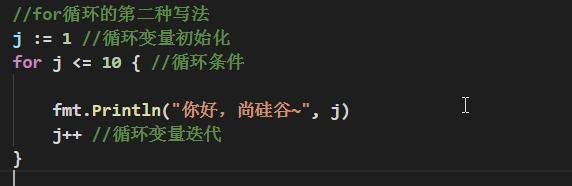 //for循环的第二种写法
j := 1 //循环变量初始化
for j <= 10 { //循环条件
fmt.Println("你好，尚硅谷~", j)
j++ //循环变量迭代
}